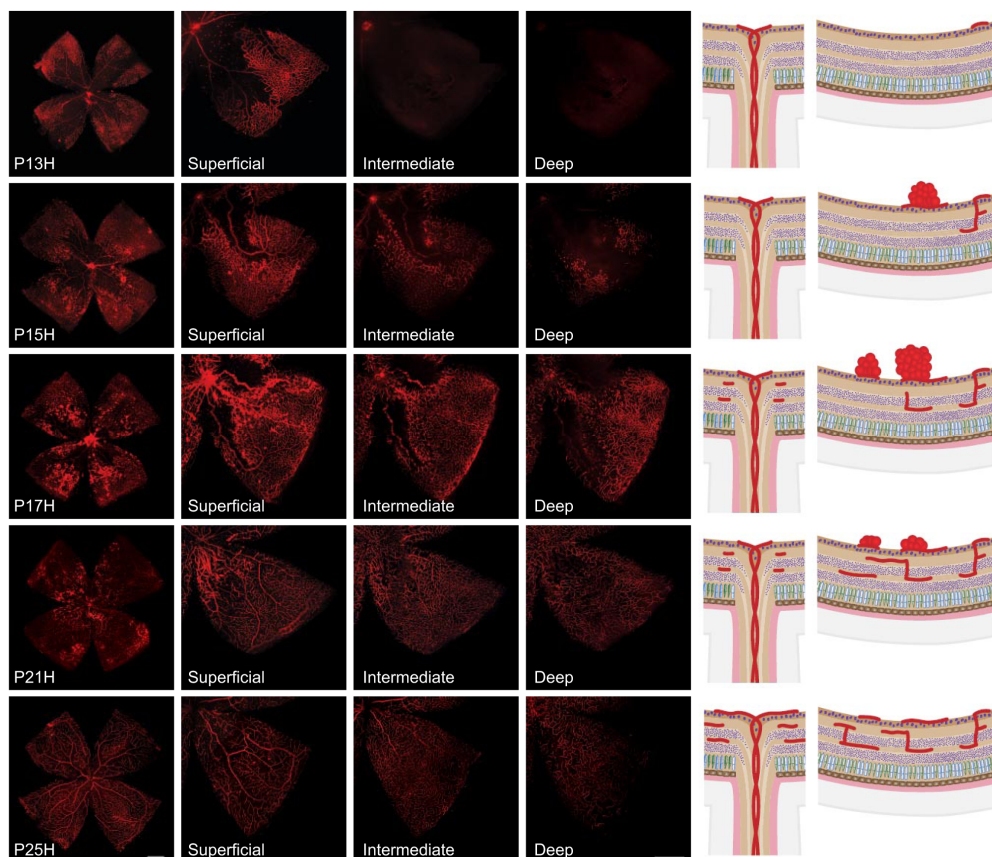 P13H
Superficial
Intermediate
Deep
P15H
Superficial
Intermediate
Deep
P17H
Superficial
Intermediate
Deep
P21H
Superficial
Intermediate
Deep
P25H
Superficial
Intermediate
Deep